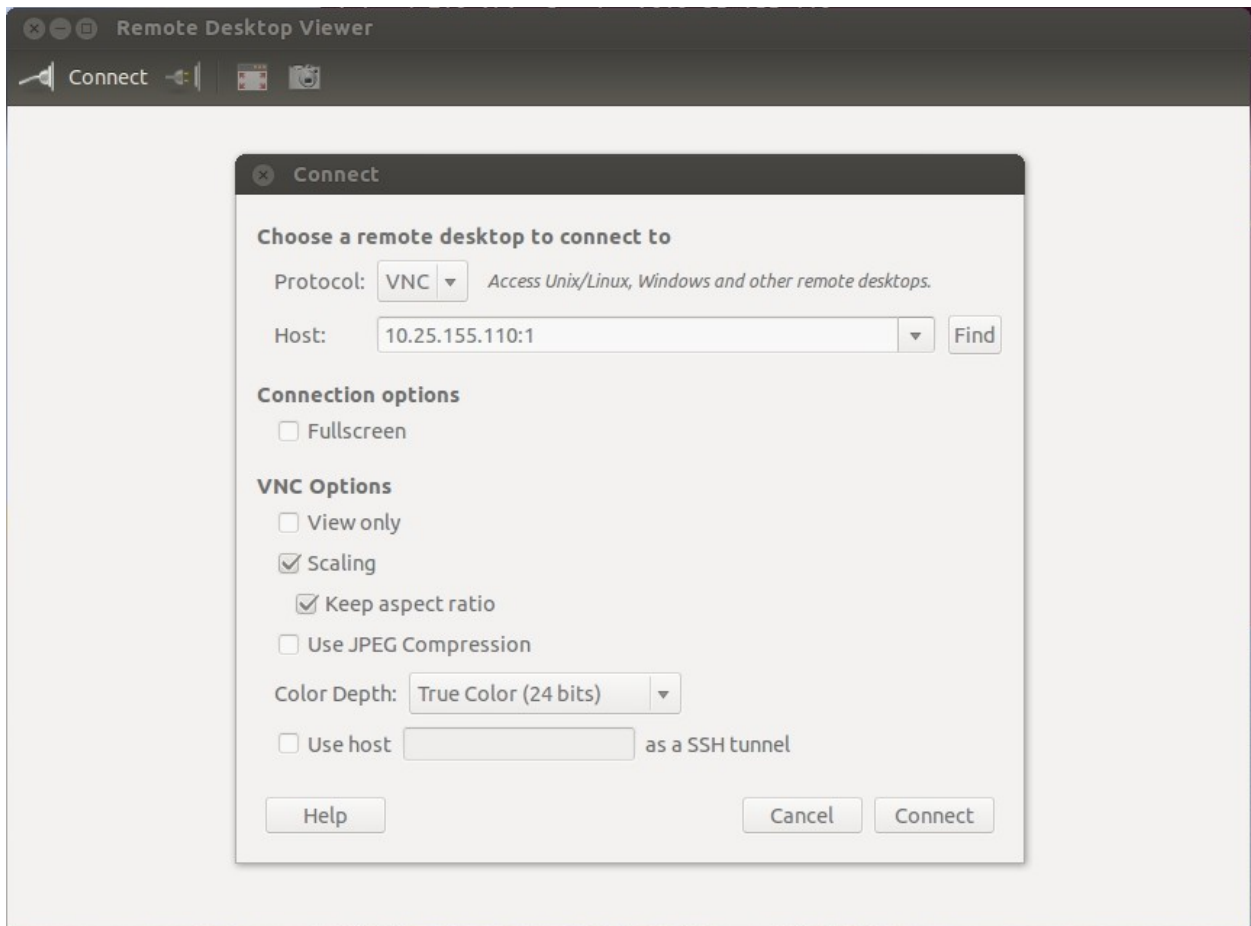 Remote Desktop Viewer
Connect
Connect
Choose a remote desktop to connect to
Protocol: VNC Access Unix/Linux, Windows and other remote desktops.
Host: 10.25.155.110:1 Find
Connection options
Fullscreen
VNC Options
View only
Scaling
Keep aspect ratio
Use JPEG Compression
Color Depth: True Color (24 bits)
Use host as a SSH tunnel
Help Cancel Connect